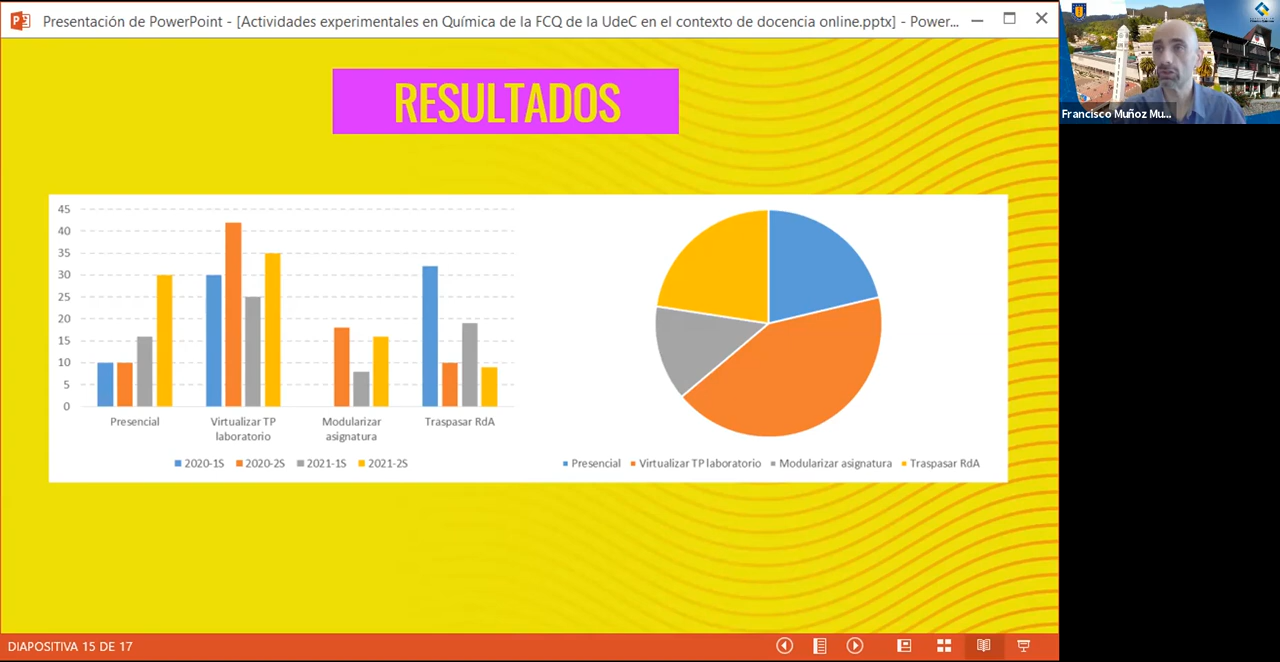 Presentación de PowerPoint - [Actividades experimentales en Química de la FCQ de la UdeC en el contexto de docencia online.pptx] - Power...
Francisco Muñoz Mu...
RESULTADOS
45
40
35
30
25
20
15
10
5
0
Presencial
Virtualizar TP
laboratorio
Modularizar
asignatura
Traspasar RdA
2020-1S 2020-2S 2021-1S 2021-2S
Presencial Virtualizar TP laboratorio Modularizar asignatura Traspasar RdA
DIAPOSITIVA 15 DE 17